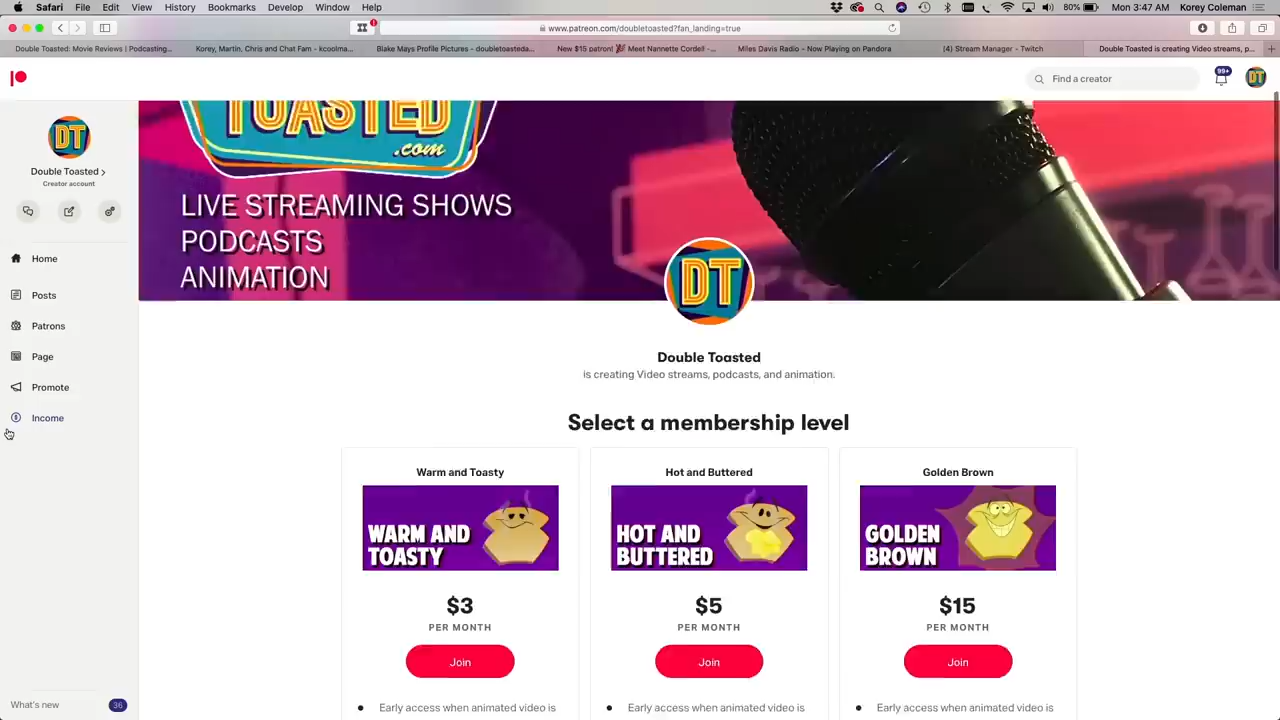 Safari File Edit View History Bookmarks Develop Window Help
80% Mon 3:47 AM Korey Coleman
www.patreon.com/doubletoasted?fan_landing=true
Double Toasted: Movie Reviews | Podcasting...
Korey, Martin, Chris and Chat Fam - kcoolma...
Blake Mays Profile Pictures - doubletoasteda...
New $15 patron! Meet Nannette Cordell -...
Miles Davis Radio - Now Playing on Pandora
(4) Stream Manager - Twitch
Double Toasted is creating Video streams, p...
Find a creator
99+
DT
DT
Double Toasted
Creator account
Home
Posts
Patrons
Page
Promote
Income
What's new
36
TOASTED
.com
LIVE STREAMING SHOWS
PODCASTS
ANIMATION
DT
Double Toasted
is creating Video streams, podcasts, and animation.
Select a membership level
Warm and Toasty
WARM AND
TOASTY
$3
PER MONTH
Join
Early access when animated video is
Hot and Buttered
HOT AND
BUTTERED
$5
PER MONTH
Join
Early access when animated video is
Golden Brown
GOLDEN
BROWN
$15
PER MONTH
Join
Early access when animated video is